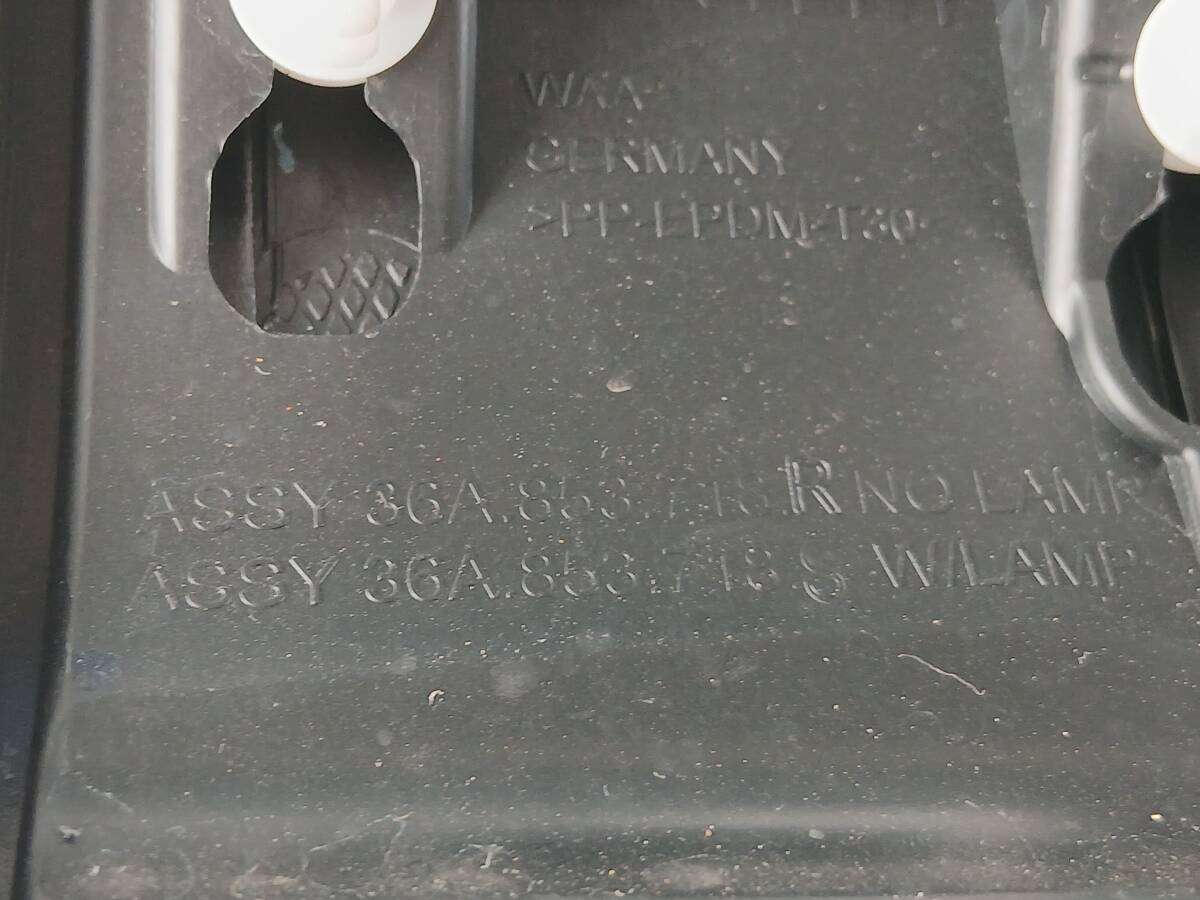 WAA
GERMANY
>PP-EPDM-T30<
ASSY 36A.853.718.R NO LAMP
ASSY 36A.853.718.S W/LAMP